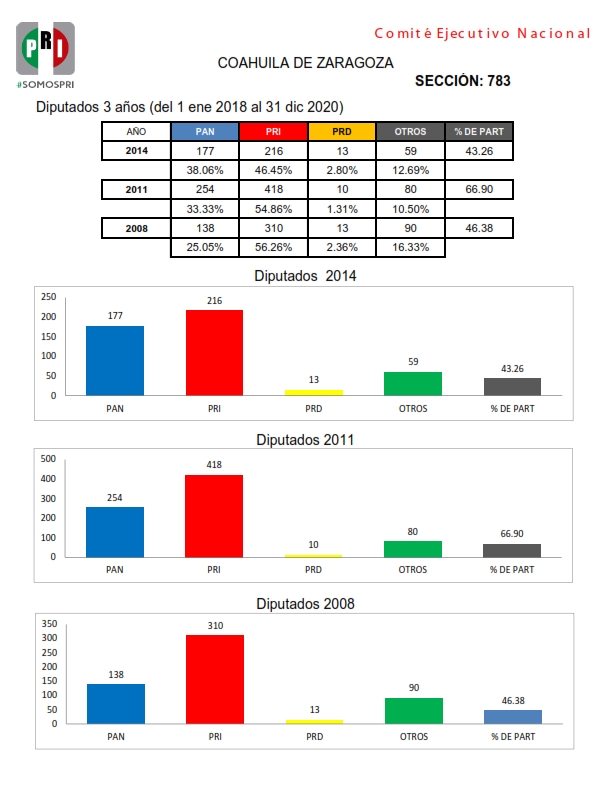 Comité Ejecutivo Nacional
PRI
#SOMOSPRI
COAHUILA DE ZARAGOZA
SECCIÓN: 783
Diputados 3 años (del 1 ene 2018 al 31 dic 2020)
AÑO PAN PRI PRD OTROS % DE PART
2014 177 216 13 59 43.26
38.06% 46.45% 2.80% 12.69%
2011 254 418 10 80 66.90
33.33% 54.86% 1.31% 10.50%
2008 138 310 13 90 46.38
25.05% 56.26% 2.36% 16.33%
Diputados 2014
250
200
150
100
50
0
177 216 13 59 43.26
PAN PRI PRD OTROS % DE PART
Diputados 2011
500
400
300
200
100
0
254 418 10 80 66.90
PAN PRI PRD OTROS % DE PART
Diputados 2008
350
300
250
200
150
100
50
0
138 310 13 90 46.38
PAN PRI PRD OTROS % DE PART